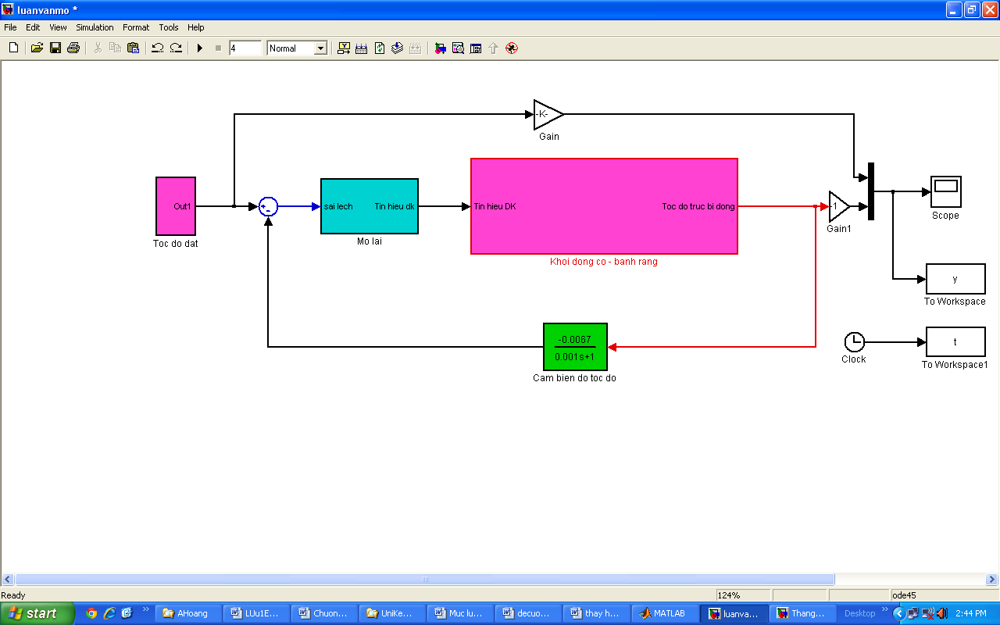 luanvanmo *
File Edit View Simulation Format Tools Help
4 Normal
-K-
Gain
Out1
Toc do dat
sai lech Tin hieu dk
Mo lai
Tin hieu DK Toc do truc bi dong
Khoi dong co - banh rang
-1
Gain1
Scope
y
To Workspace
-0.0067
0.001s+1
Cam bien do toc do
Clock
t
To Workspace1
Ready 124% ode45
start AHoang LUu1E... Chuon... UniKe... Muc lu... decuo... thay h... MATLAB luanva... Thang... Desktop 2:44 PM